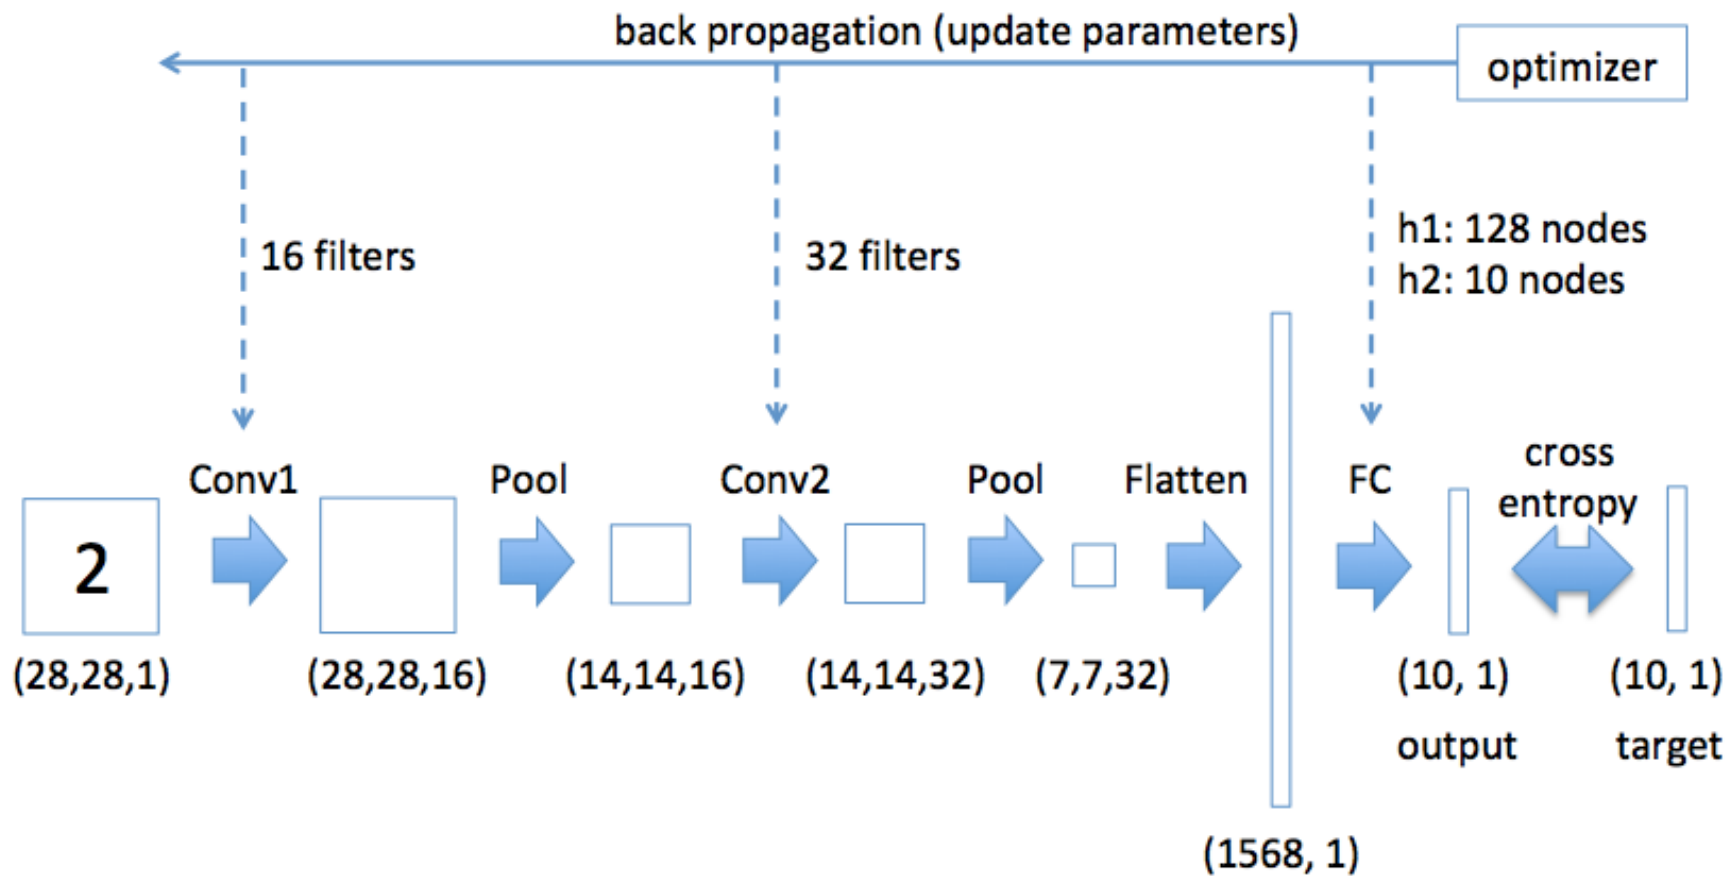 back propagation (update parameters)
optimizer
16 filters
32 filters
h1: 128 nodes
h2: 10 nodes
Conv1
Pool
Conv2
Pool
Flatten
FC
cross
entropy
2
(28,28,1)
(28,28,16)
(14,14,16)
(14,14,32)
(7,7,32)
(10, 1)
(10, 1)
output
target
(1568, 1)